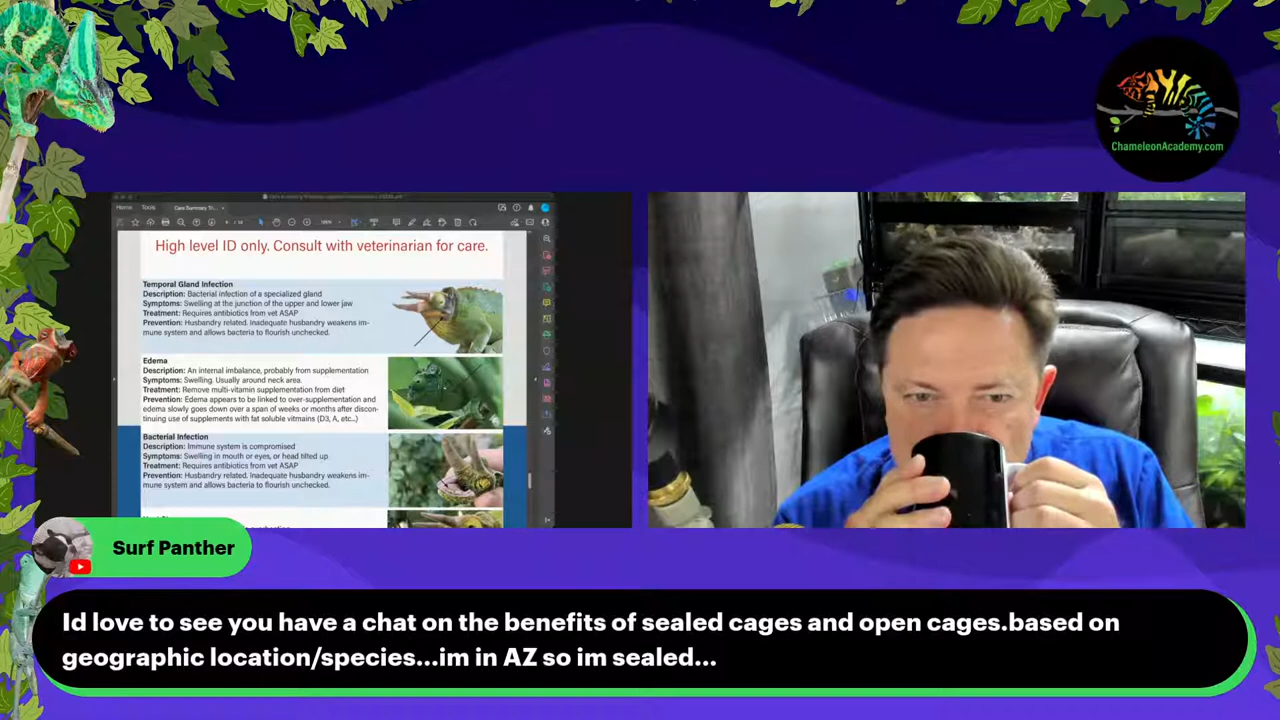 ChameleonAcademy.com
Home Tools Care Summary Tri...
High level ID only. Consult with veterinarian for care.
Temporal Gland Infection
Description: Bacterial infection of a specialized gland
Symptoms: Swelling at the junction of the upper and lower jaw
Treatment: Requires antibiotics from vet ASAP
Prevention: Husbandry related. Inadequate husbandry weakens im-
mune system and allows bacteria to flourish unchecked.
Edema
Description: An internal imbalance, probably from supplementation
Symptoms: Swelling. Usually around neck area.
Treatment: Remove multi-vitamin supplementation from diet
Prevention: Edema appears to be linked to over-supplementation and
edema slowly goes down over a span of weeks or months after discon-
tinuing use of supplements with fat soluble vitmains (D3, A, etc..)
Bacterial Infection
Description: Immune system is compromised
Symptoms: Swelling in mouth or eyes, or head tilted up
Treatment: Requires antibiotics from vet ASAP
Prevention: Husbandry related. Inadequate husbandry weakens im-
mune system and allows bacteria to flourish unchecked.
Surf Panther
Id love to see you have a chat on the benefits of sealed cages and open cages.based on
geographic location/species...im in AZ so im sealed...